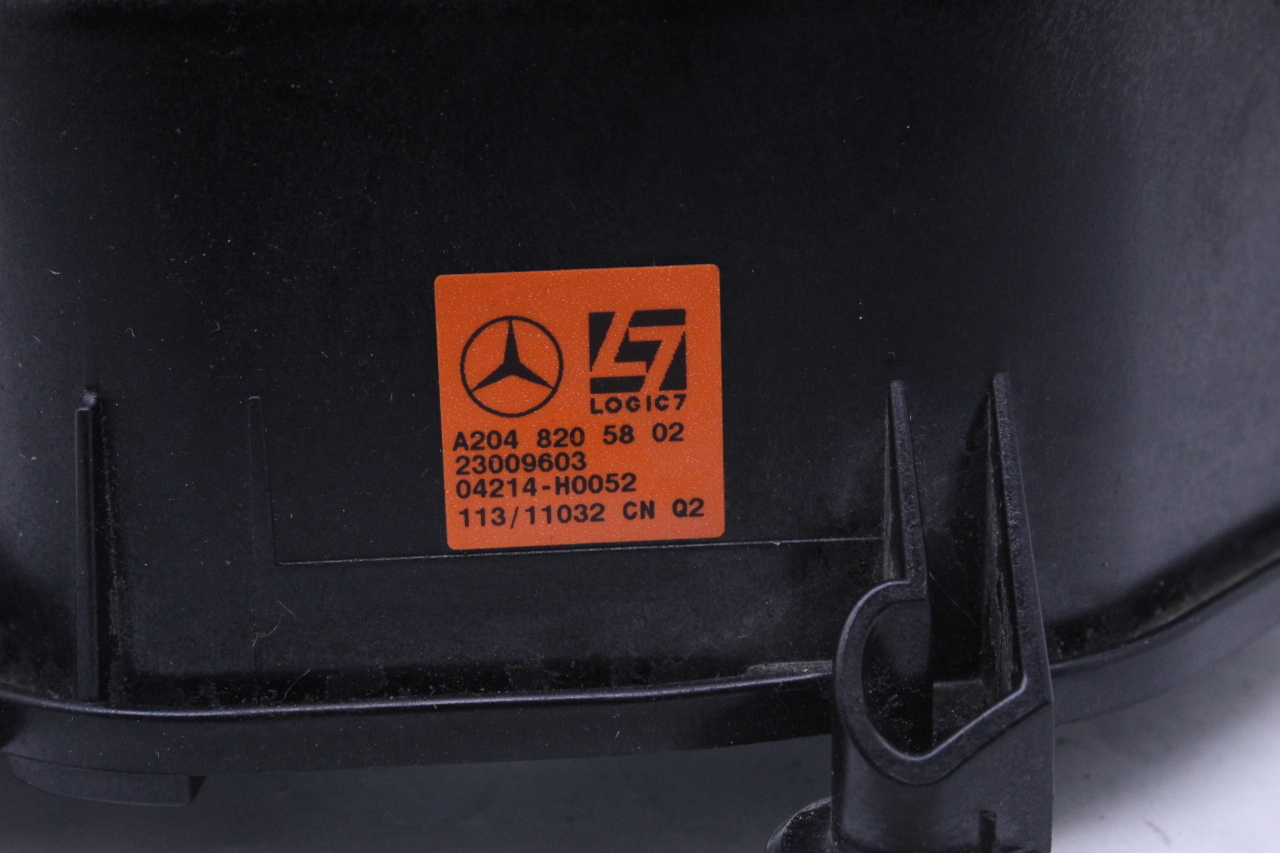 L7
LOGIC7
A204 820 58 02
23009603
04214-H0052
113/11032 CN Q2